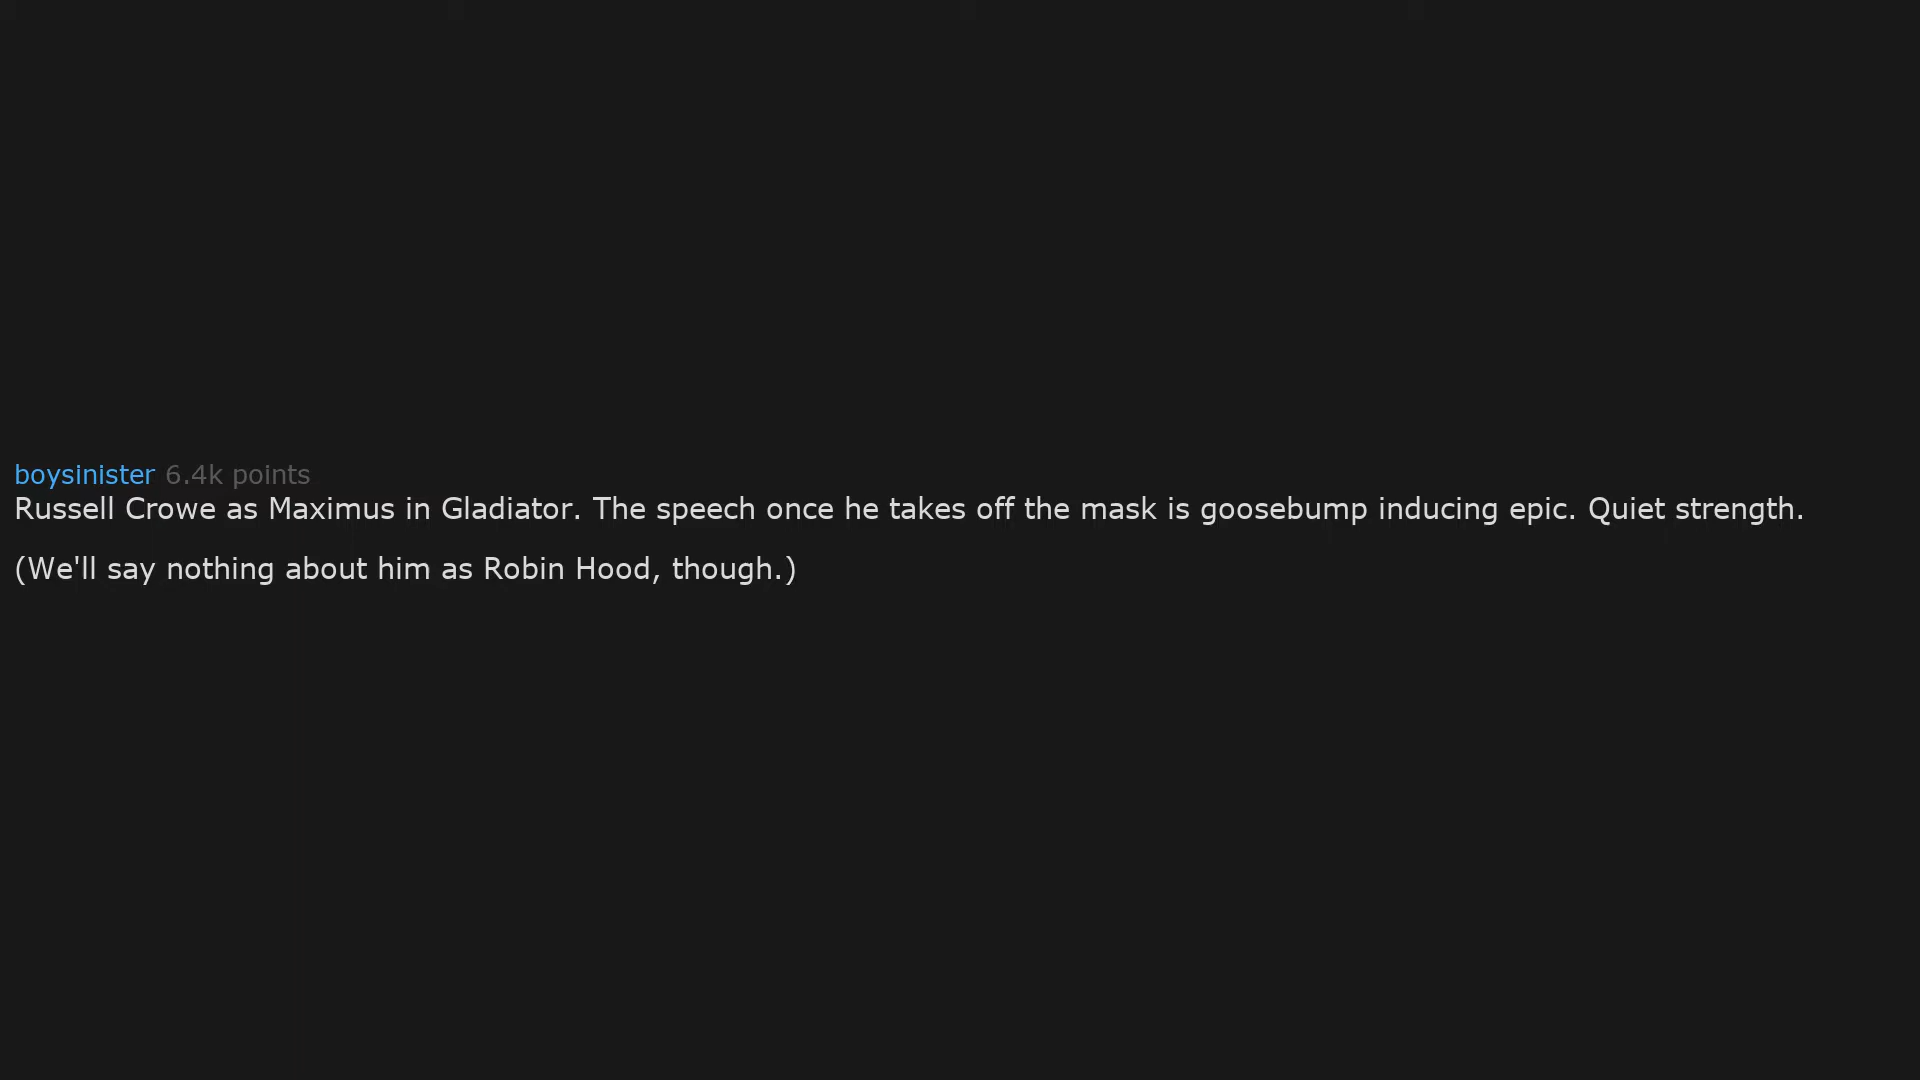 boysinister 6.4k points
Russell Crowe as Maximus in Gladiator. The speech once he takes off the mask is goosebump inducing epic. Quiet strength.
(We'll say nothing about him as Robin Hood, though.)